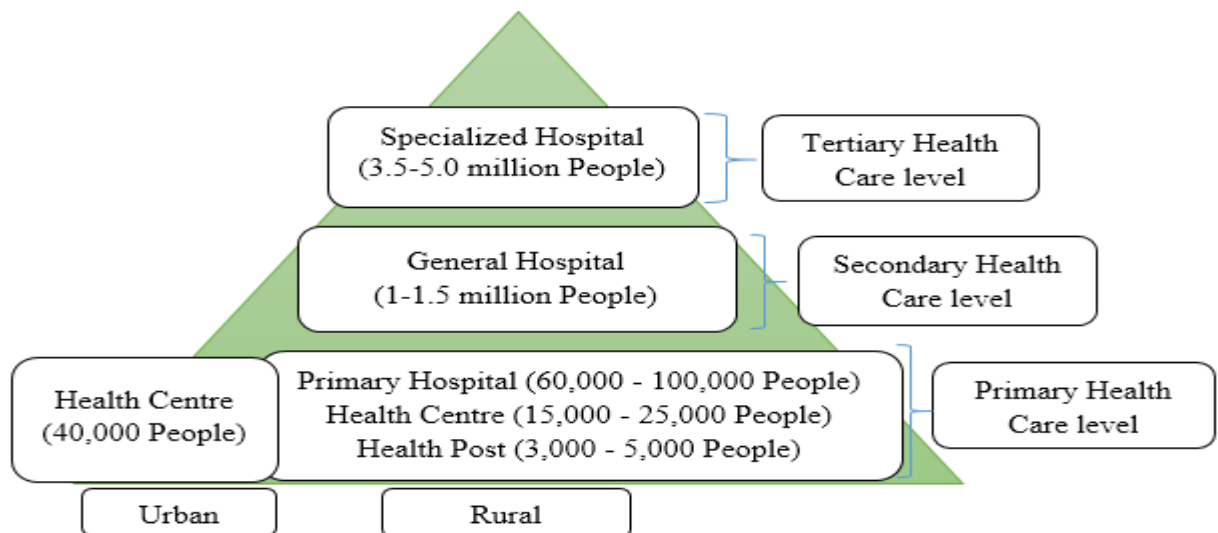 Specialized Hospital
(3.5-5.0 million People)
Tertiary Health
Care level
General Hospital
(1-1.5 million People)
Secondary Health
Care level
Health Centre
(40,000 People)
Primary Hospital (60,000 - 100,000 People)
Health Centre (15,000 - 25,000 People)
Health Post (3,000 - 5,000 People)
Primary Health
Care level
Urban
Rural